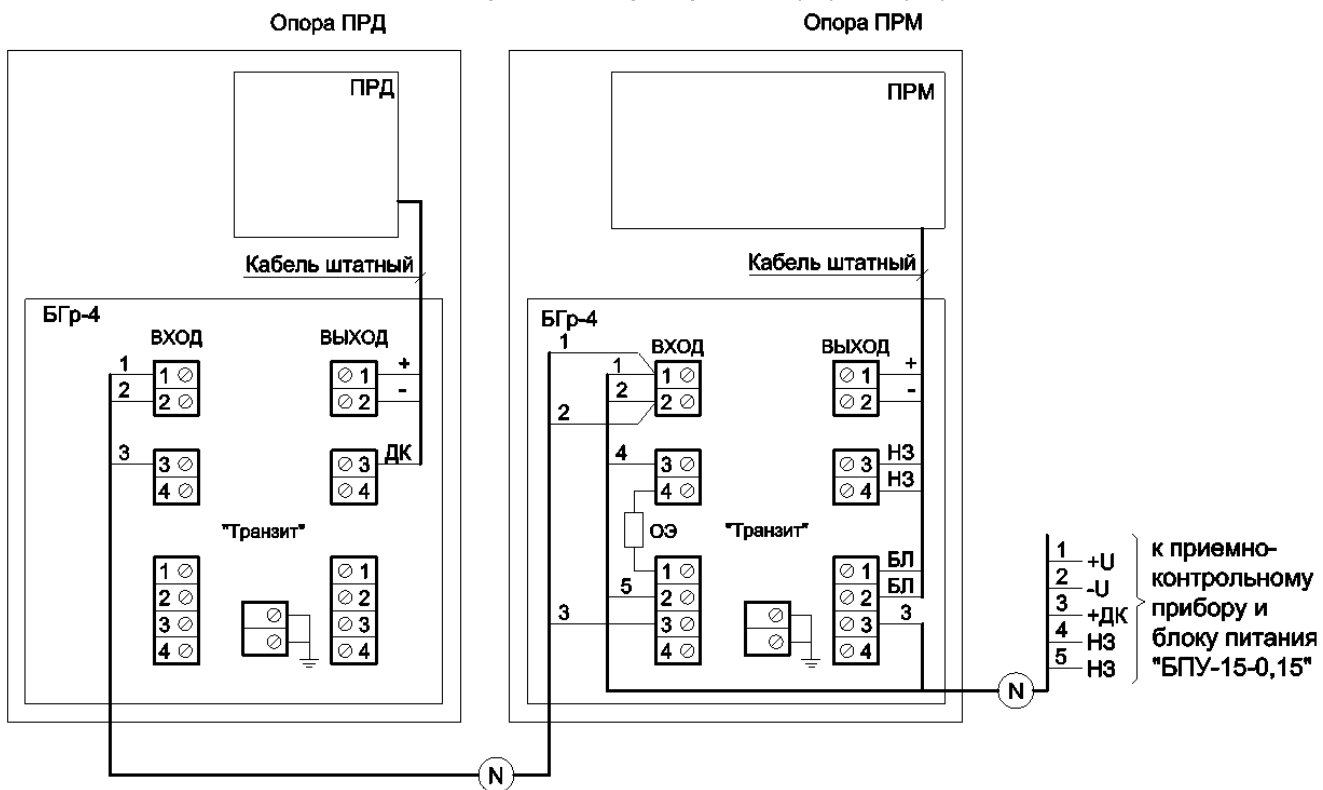 Опора ПРД
Опора ПРМ
ПРД
ПРМ
Кабель штатный
Кабель штатный
БГр-4
ВХОД
ВЫХОД
1
2
1
2
1
2
+
-
3
3
4
3
4
ДК
"Транзит"
1
2
3
4
1
2
3
4
БГр-4
1
ВХОД
ВЫХОД
1
2
2
1
2
1
2
+
-
4
3
4
3
4
НЗ
НЗ
ОЭ
"Транзит"
5
3
1
2
3
4
1
2
3
4
БЛ
БЛ
3
1 +U
2 -U
3 +ДК
4 НЗ
5 НЗ
к приемно-
контрольному
прибору и
блоку питания
"БПУ-15-0,15"
N
N